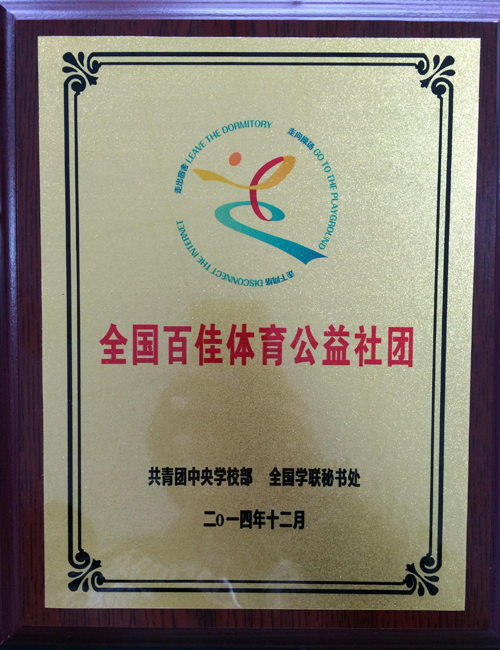 走出宿舍 LEAVE THE DORMITORY
走向操场 GO TO THE PLAYGROUND
走下网络 DISCONNECT THE INTERNET
全国百佳体育公益社团
共青团中央学校部 全国学联秘书处
二0一四年十二月